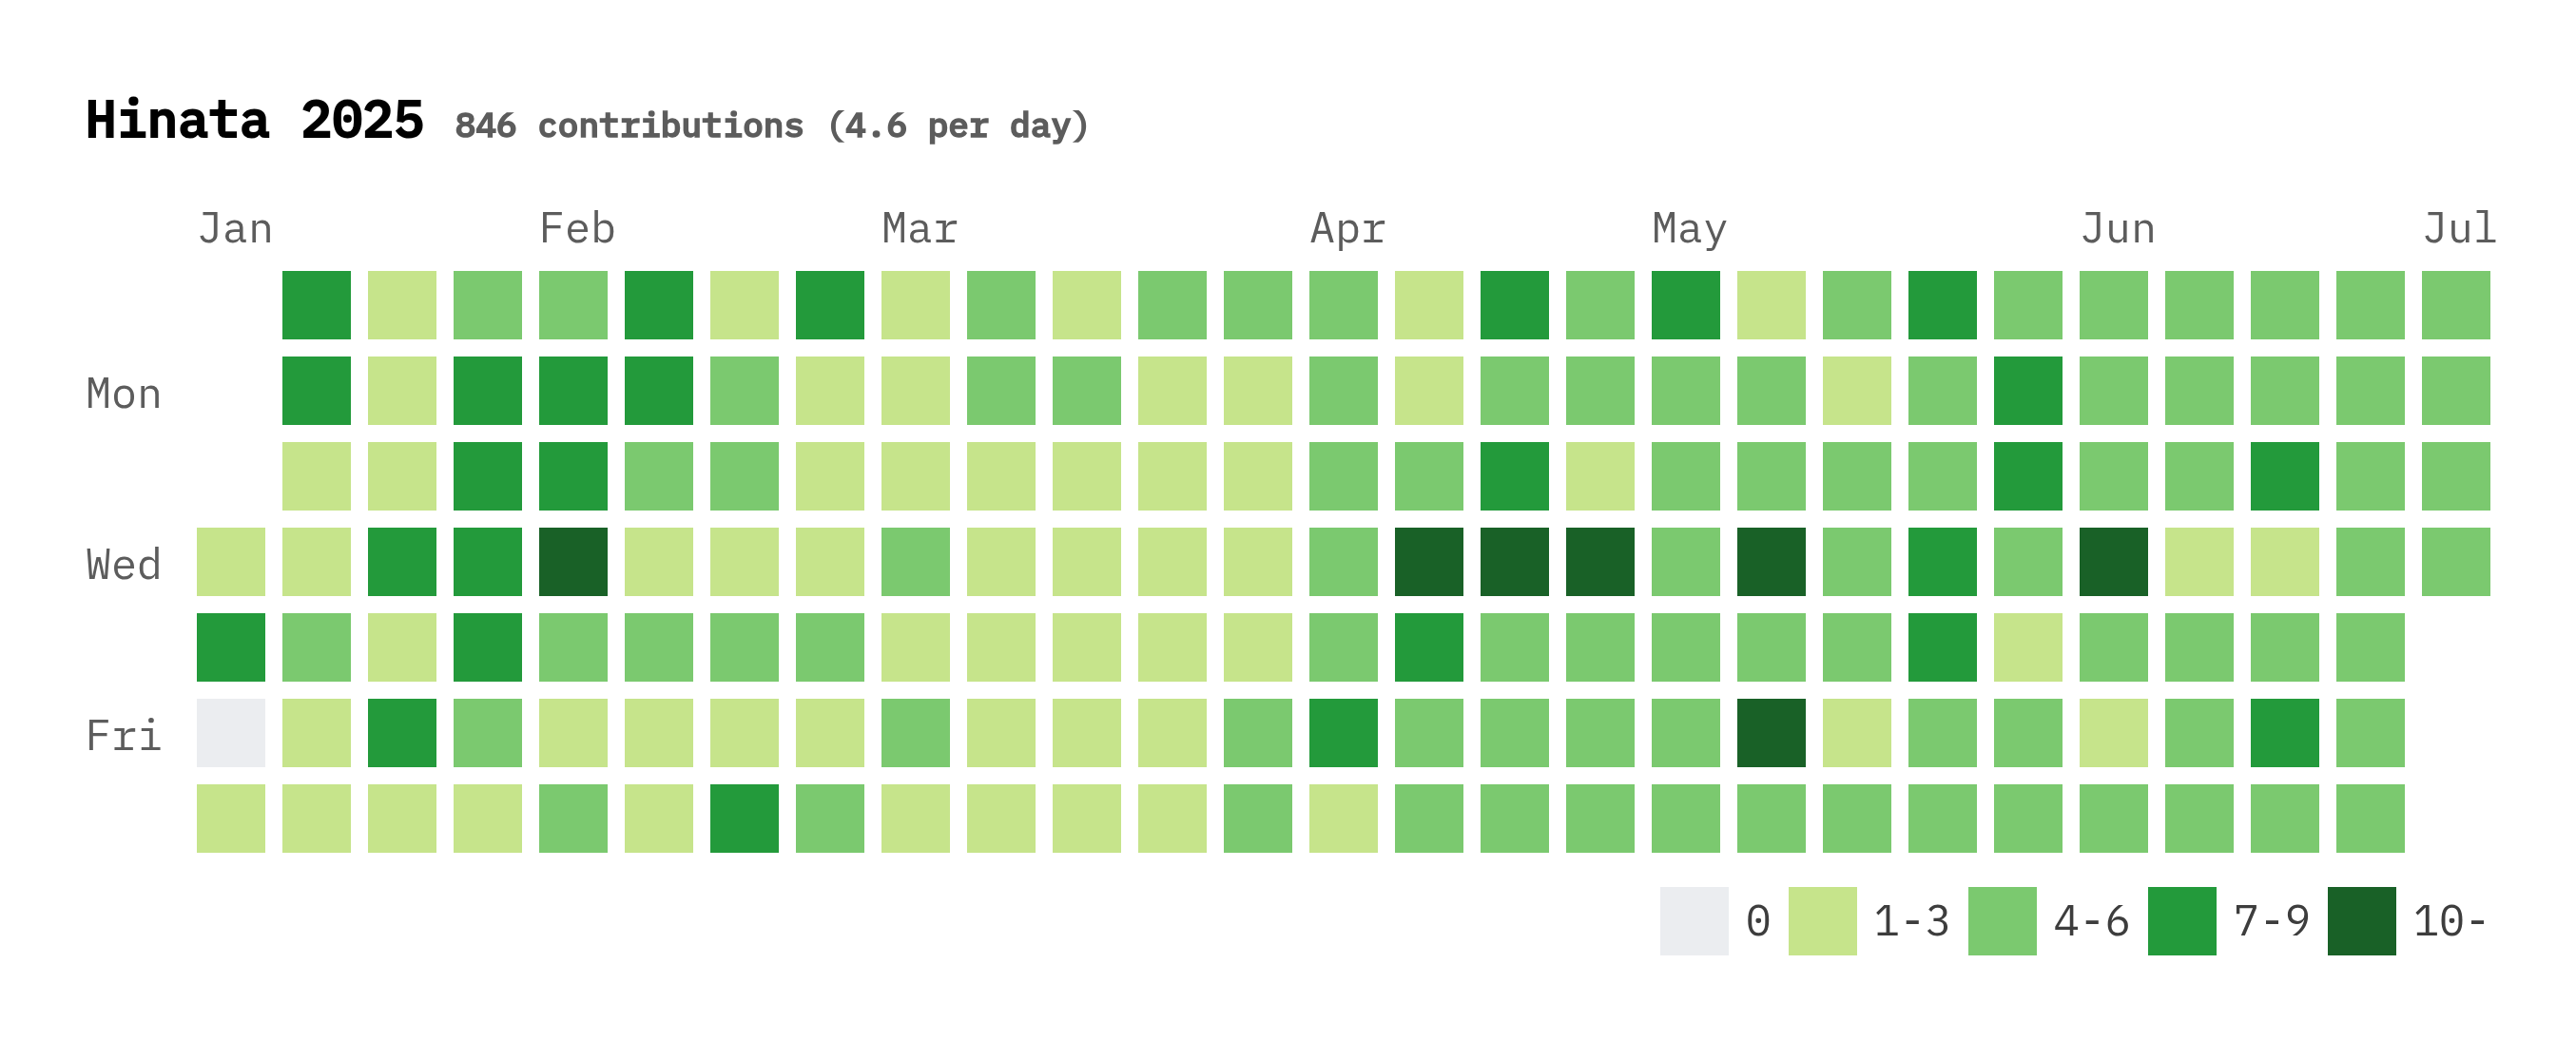 Hinata 2025 846 contributions (4.6 per day)
Jan Feb Mar Apr May Jun Jul
Mon
Wed
Fri
0 1-3 4-6 7-9 10-